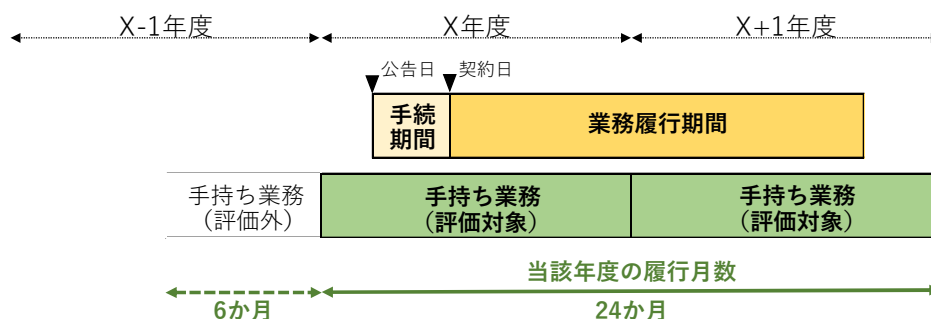 X-1年度
X年度
X+1年度
公告日
契約日
手続
期間
業務履行期間
手持ち業務
（評価外）
手持ち業務
（評価対象）
手持ち業務
（評価対象）
当該年度の履行月数
6か月
24か月